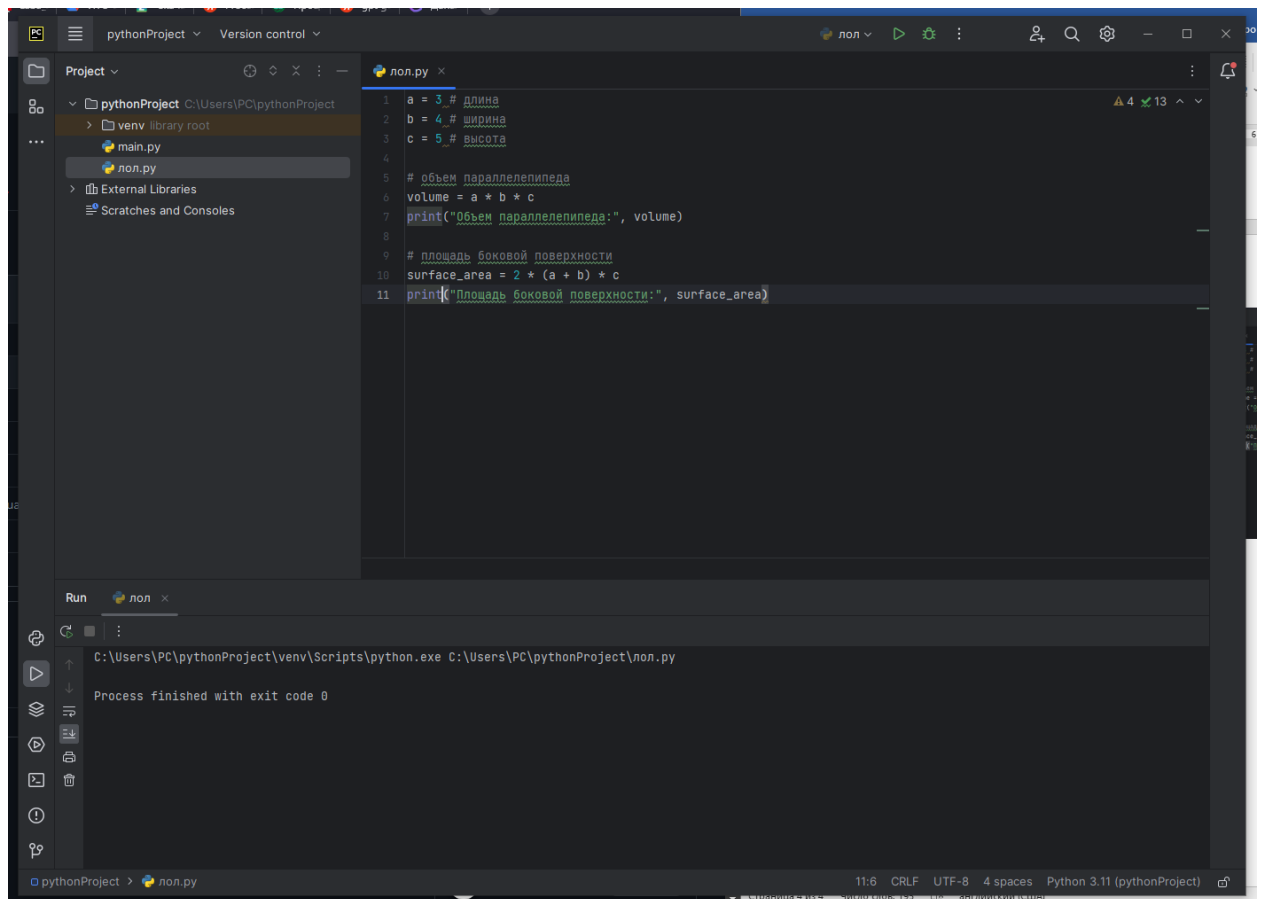 PC pythonProject Version control лол
Project
лол.py
pythonProject C:\Users\PC\pythonProject
venv library root
main.py
лол.py
External Libraries
Scratches and Consoles
4 13
1 a = 3 # длина
2 b = 4 # ширина
3 c = 5 # высота
4
5 # объем параллелепипеда
6 volume = a * b * c
7 print("Объем параллелепипеда:", volume)
8
9 # площадь боковой поверхности
10 surface_area = 2 * (a + b) * c
11 print("Площадь боковой поверхности:", surface_area)
Run лол
C:\Users\PC\pythonProject\venv\Scripts\python.exe C:\Users\PC\pythonProject\лол.py
Process finished with exit code 0
pythonProject > лол.py 11:6 CRLF UTF-8 4 spaces Python 3.11 (pythonProject)